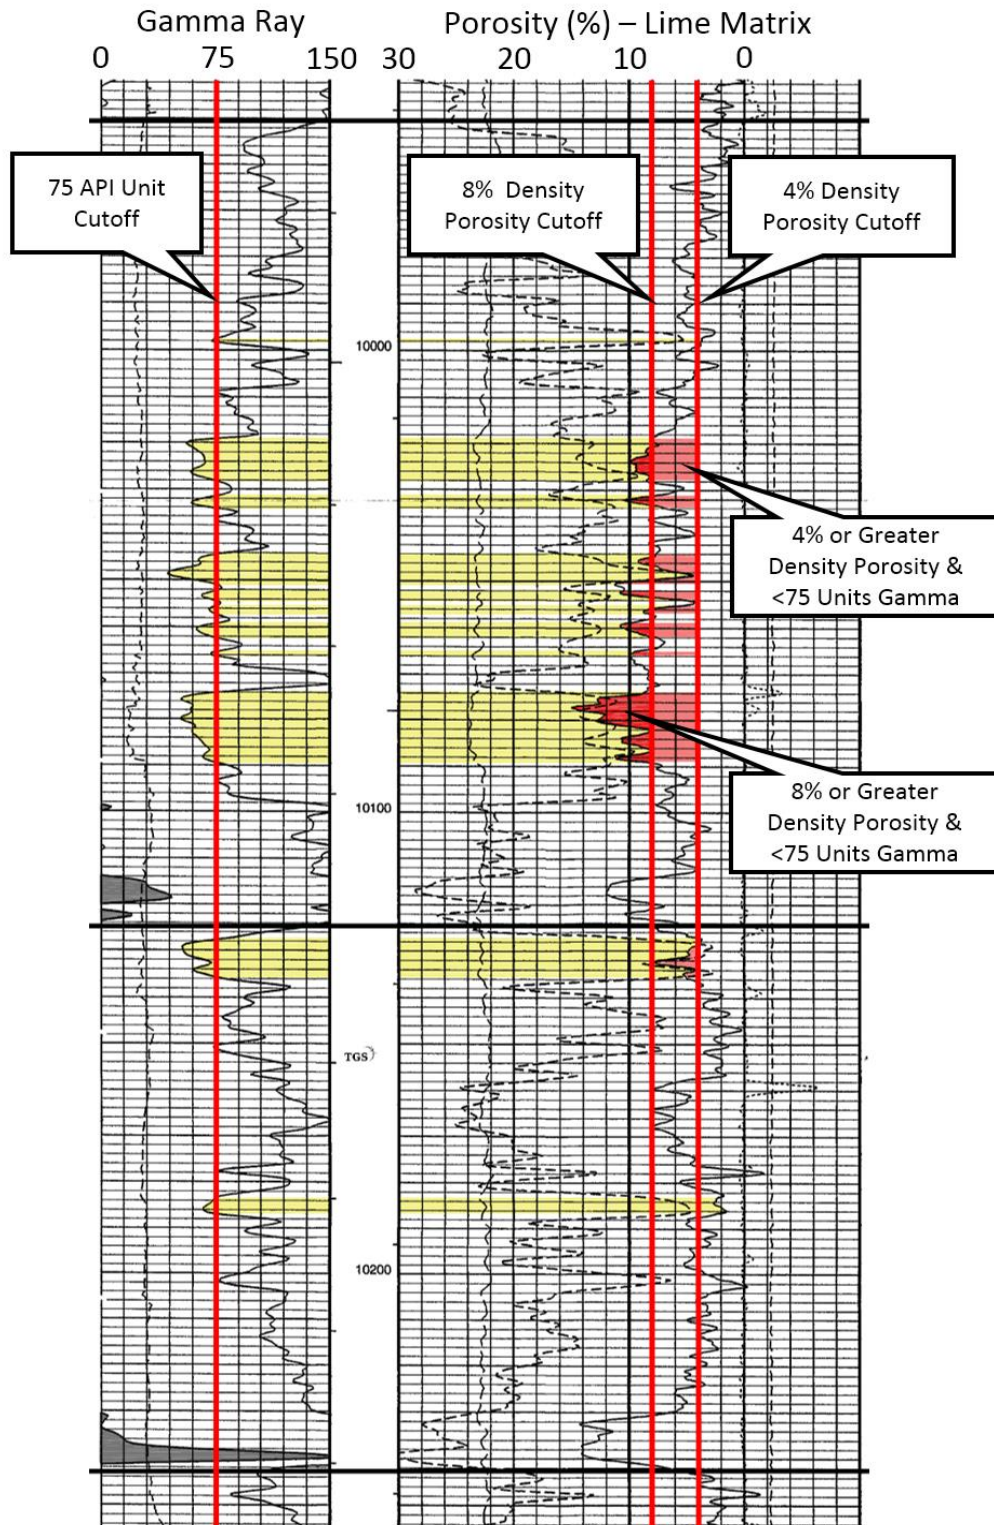 Gamma Ray
Porosity (%) – Lime Matrix
0 75 150 30 20 10 0
75 API Unit
Cutoff
8% Density
Porosity Cutoff
4% Density
Porosity Cutoff
10000
4% or Greater
Density Porosity &
<75 Units Gamma
8% or Greater
Density Porosity &
<75 Units Gamma
10100
TGS
10200